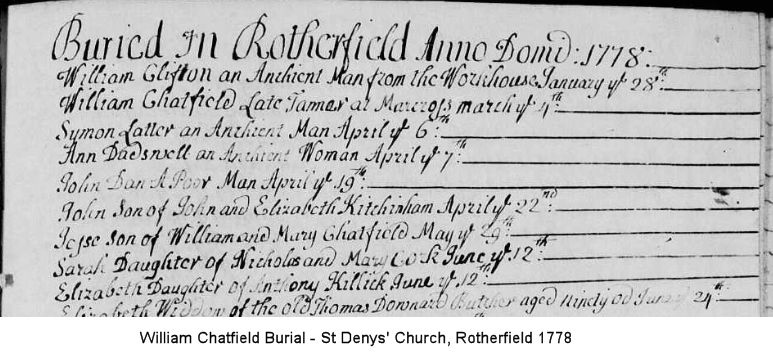 Buried In Rotherfield Anno Domi: 1778:
William Clifton an Anchient Man from the Workhouse January ye 28th:
William Chatfield Late Tamer at Marcross march ye 4th:
Symon Latter an Anchient Man April ye 6th:
Ann Dadswell an Anchient Woman April ye 7th:
John Dan A Poor Man April ye 19th:
John Son of John and Elizabeth Kitchinham April ye 22nd
Jesse Son of William and Mary Chatfield May ye 29th
Sarah Daughter of Nicholas and Mary Cork June ye 12th
Elizabeth Daughter of Anthony Killick June ye 12th:
Elizabeth Widdow of the old Thomas Downard Butcher aged Ninety od June ye 24th
William Chatfield Burial - St Denys' Church, Rotherfield 1778